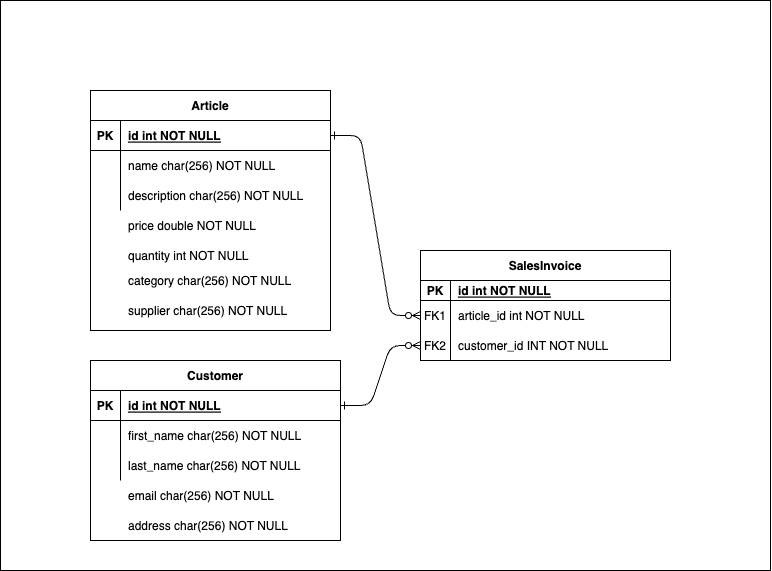 Article
PK id int NOT NULL
name char(256) NOT NULL
description char(256) NOT NULL
price double NOT NULL
quantity int NOT NULL
category char(256) NOT NULL
supplier char(256) NOT NULL
SalesInvoice
PK id int NOT NULL
FK1 article_id int NOT NULL
FK2 customer_id INT NOT NULL
Customer
PK id int NOT NULL
first_name char(256) NOT NULL
last_name char(256) NOT NULL
email char(256) NOT NULL
address char(256) NOT NULL